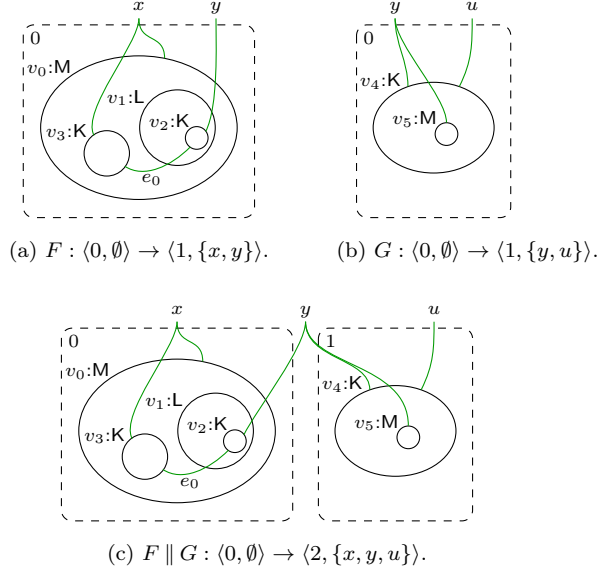 x y
0
v₀:M
v₁:L
v₂:K
v₃:K
e₀
y u
0
v₄:K
v₅:M
(a) F : ⟨0, ∅⟩ → ⟨1, {x, y}⟩.
(b) G : ⟨0, ∅⟩ → ⟨1, {y, u}⟩.
x y u
0
1
v₀:M
v₄:K
v₁:L
v₂:K
v₅:M
v₃:K
e₀
(c) F ∥ G : ⟨0, ∅⟩ → ⟨2, {x, y, u}⟩.